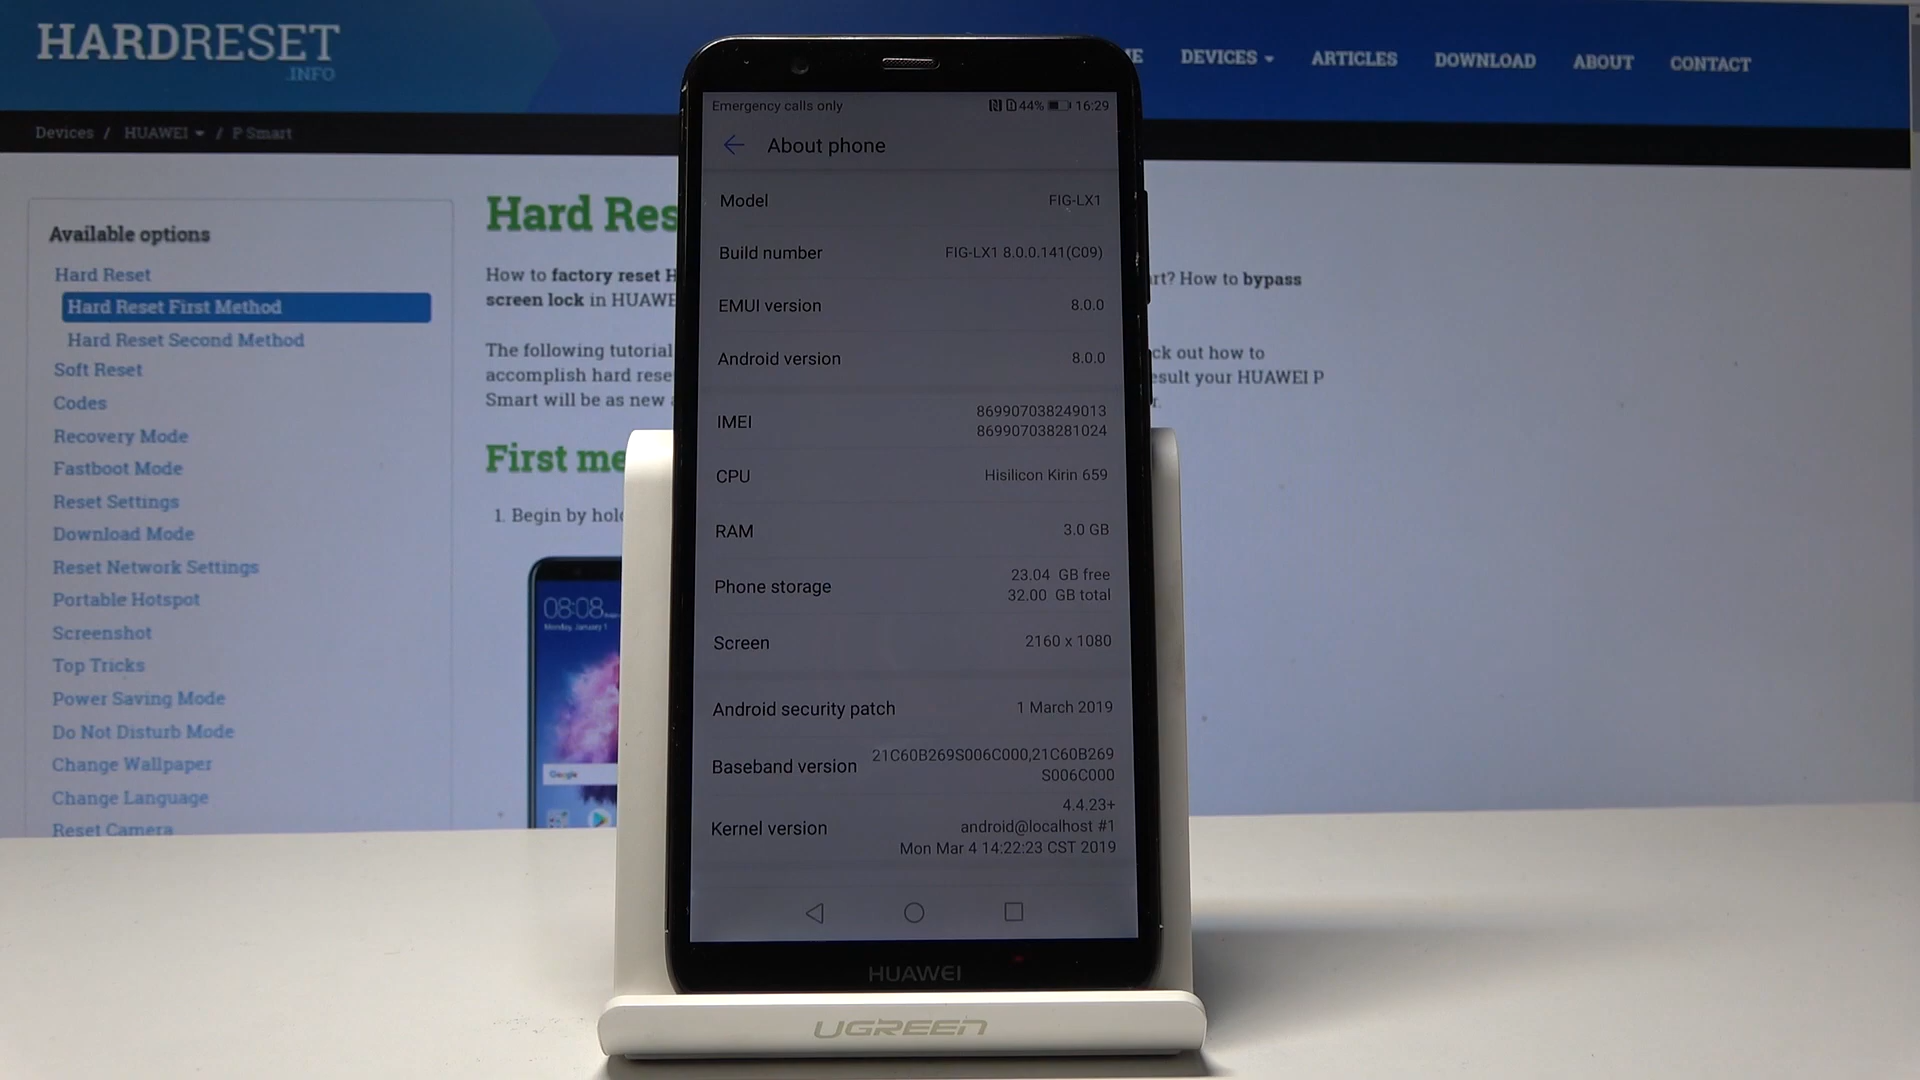 HARDRESET
.INFO
DEVICES
ARTICLES
DOWNLOAD
ABOUT
CONTACT
Devices / HUAWEI / P Smart
Available options
Hard Reset
Hard Reset First Method
Hard Reset Second Method
Soft Reset
Codes
Recovery Mode
Fastboot Mode
Reset Settings
Download Mode
Reset Network Settings
Portable Hotspot
Screenshot
Top Tricks
Power Saving Mode
Do Not Disturb Mode
Change Wallpaper
Change Language
Reset Camera
Hard Res
How to factory reset H
rt? How to bypass
screen lock in HUAWE
The following tutorial
ck out how to
accomplish hard rese
esult your HUAWEI P
Smart will be as new
r.
First me
1. Begin by hold
08:08
Monday, January 1
Google
Emergency calls only 44% 16:29
About phone
Model FIG-LX1
Build number FIG-LX1 8.0.0.141(C09)
EMUI version 8.0.0
Android version 8.0.0
IMEI 869907038249013
869907038281024
CPU Hisilicon Kirin 659
RAM 3.0 GB
Phone storage 23.04 GB free
32.00 GB total
Screen 2160 x 1080
Android security patch 1 March 2019
Baseband version 21C60B269S006C000,21C60B269
S006C000
Kernel version 4.4.23+
android@localhost #1
Mon Mar 4 14:22:23 CST 2019
HUAWEI
UGREEN